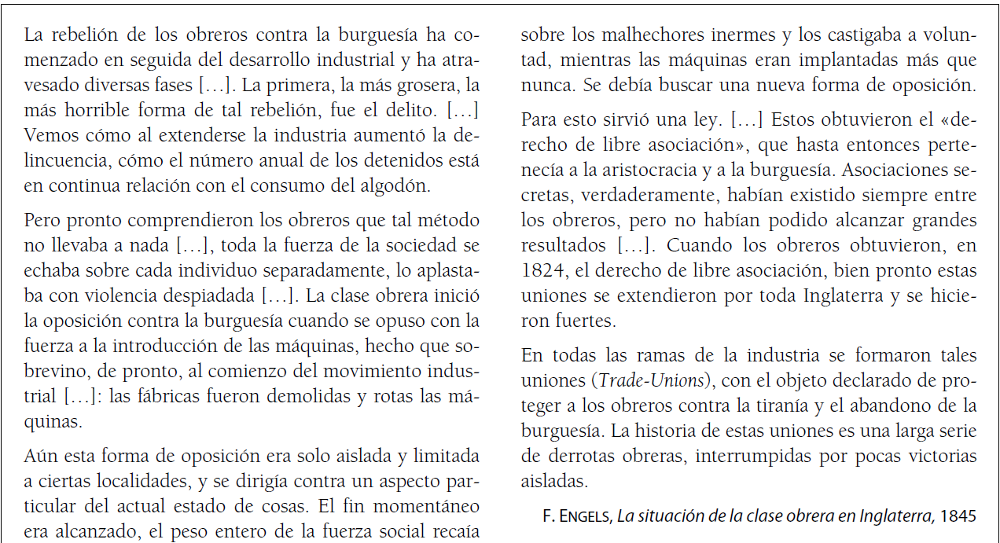 La rebelión de los obreros contra la burguesía ha co-
menzado en seguida del desarrollo industrial y ha atra-
vesado diversas fases […]. La primera, la más grosera, la
más horrible forma de tal rebelión, fue el delito. […]
Vemos cómo al extenderse la industria aumentó la de-
lincuencia, cómo el número anual de los detenidos está
en continua relación con el consumo del algodón.
Pero pronto comprendieron los obreros que tal método
no llevaba a nada […], toda la fuerza de la sociedad se
echaba sobre cada individuo separadamente, lo aplasta-
ba con violencia despiadada […]. La clase obrera inició
la oposición contra la burguesía cuando se opuso con la
fuerza a la introducción de las máquinas, hecho que so-
brevino, de pronto, al comienzo del movimiento indus-
trial […]: las fábricas fueron demolidas y rotas las má-
quinas.
Aún esta forma de oposición era solo aislada y limitada
a ciertas localidades, y se dirigía contra un aspecto par-
ticular del actual estado de cosas. El fin momentáneo
era alcanzado, el peso entero de la fuerza social recaía
sobre los malhechores inermes y los castigaba a volun-
tad, mientras las máquinas eran implantadas más que
nunca. Se debía buscar una nueva forma de oposición.
Para esto sirvió una ley. […] Estos obtuvieron el «de-
recho de libre asociación», que hasta entonces perte-
necía a la aristocracia y a la burguesía. Asociaciones se-
cretas, verdaderamente, habían existido siempre entre
los obreros, pero no habían podido alcanzar grandes
resultados […]. Cuando los obreros obtuvieron, en
1824, el derecho de libre asociación, bien pronto estas
uniones se extendieron por toda Inglaterra y se hicie-
ron fuertes.
En todas las ramas de la industria se formaron tales
uniones (Trade-Unions), con el objeto declarado de pro-
teger a los obreros contra la tiranía y el abandono de la
burguesía. La historia de estas uniones es una larga serie
de derrotas obreras, interrumpidas por pocas victorias
aisladas.
F. ENGELS, La situación de la clase obrera en Inglaterra, 1845